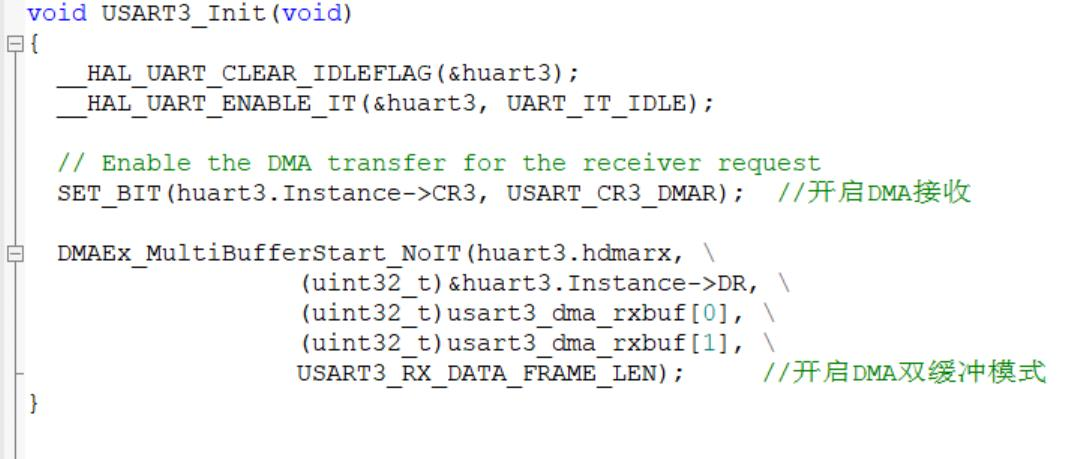 void USART3_Init(void)
{
__HAL_UART_CLEAR_IDLEFLAG(&huart3);
__HAL_UART_ENABLE_IT(&huart3, UART_IT_IDLE);
// Enable the DMA transfer for the receiver request
SET_BIT(huart3.Instance->CR3, USART_CR3_DMAR);  //开启DMA接收
DMAEx_MultiBufferStart_NoIT(huart3.hdmarx, \
(uint32_t)&huart3.Instance->DR, \
(uint32_t)usart3_dma_rxbuf[0], \
(uint32_t)usart3_dma_rxbuf[1], \
USART3_RX_DATA_FRAME_LEN);     //开启DMA双缓冲模式
}